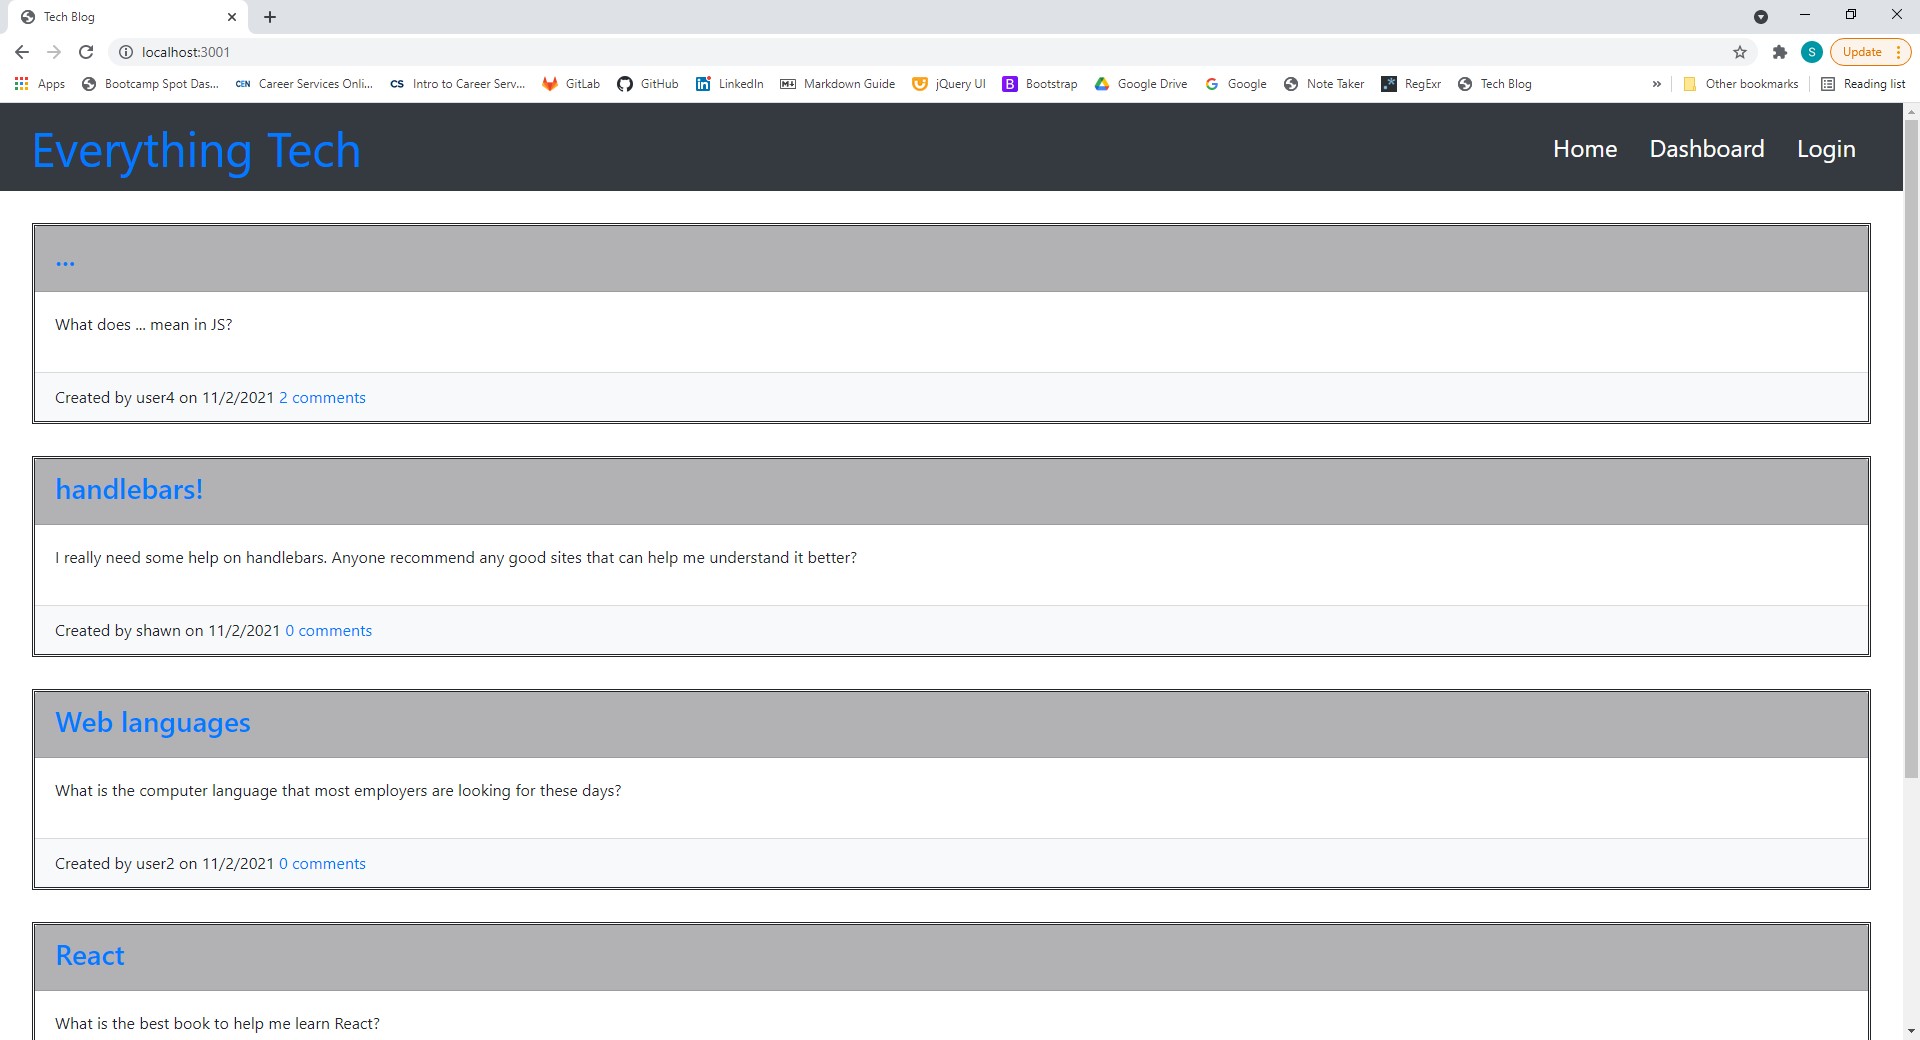 Tech Blog
localhost:3001
S
Update
Apps
Bootcamp Spot Das...
CEN Career Services Onli...
CS Intro to Career Serv...
GitLab
GitHub
in LinkedIn
Markdown Guide
jQuery UI
B Bootstrap
Google Drive
G Google
Note Taker
.* RegExr
Tech Blog
»
Other bookmarks
Reading list
Everything Tech
Home Dashboard Login
...
What does ... mean in JS?
Created by user4 on 11/2/2021 2 comments
handlebars!
I really need some help on handlebars. Anyone recommend any good sites that can help me understand it better?
Created by shawn on 11/2/2021 0 comments
Web languages
What is the computer language that most employers are looking for these days?
Created by user2 on 11/2/2021 0 comments
React
What is the best book to help me learn React?